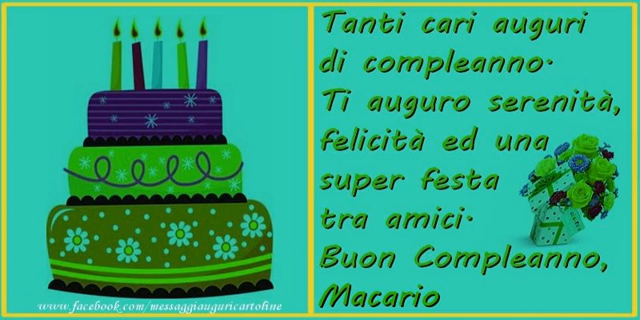 Tanti cari auguri
di compleanno.
Ti auguro serenità,
felicità ed una
super festa
tra amici.
Buon Compleanno,
Macario
www.facebook.com/messaggiauguricartoline